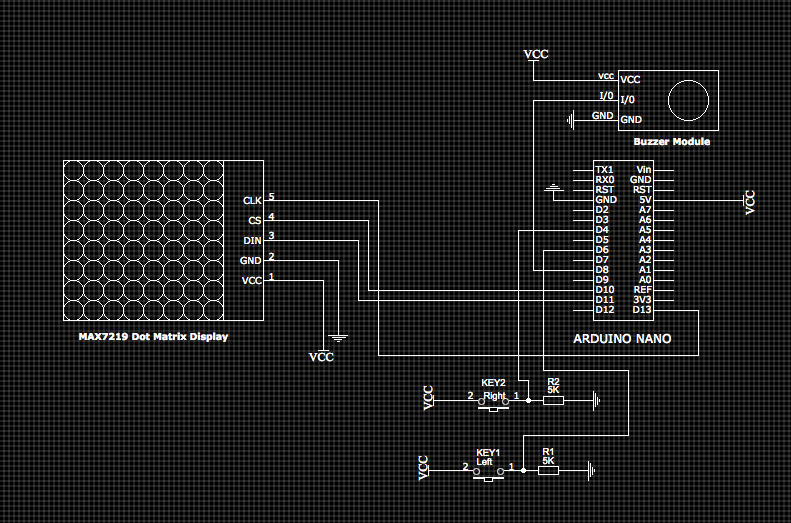 VCC
vcc VCC
I/0 I/0
GND GND
Buzzer Module
CLK 5
CS 4
DIN 3
GND 2
VCC 1
MAX7219 Dot Matrix Display
VCC
TX1 Vin
RX0 GND
RST RST
GND 5V
VCC
D2 A7
D3 A6
D4 A5
D5 A4
D6 A3
D7 A2
D8 A1
D9 A0
D10 REF
D11 3V3
D12 D13
ARDUINO NANO
VCC
KEY2
2 Right 1
R2
5K
VCC
KEY1
Left
2 1
R1
5K